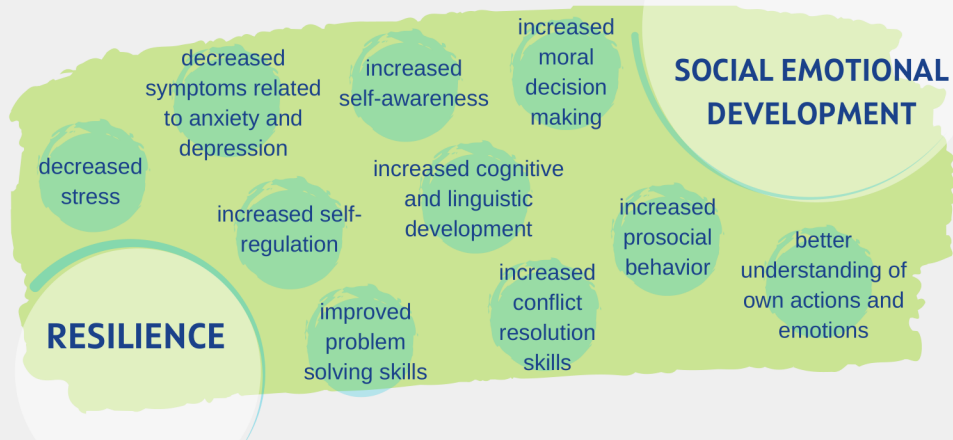 increased
moral
decision
making
SOCIAL EMOTIONAL
DEVELOPMENT
decreased
symptoms related
to anxiety and
depression
increased
self-awareness
decreased
stress
increased self-
regulation
increased cognitive
and linguistic
development
increased
prosocial
behavior
better
understanding of
own actions and
emotions
RESILIENCE
improved
problem
solving skills
increased
conflict
resolution
skills